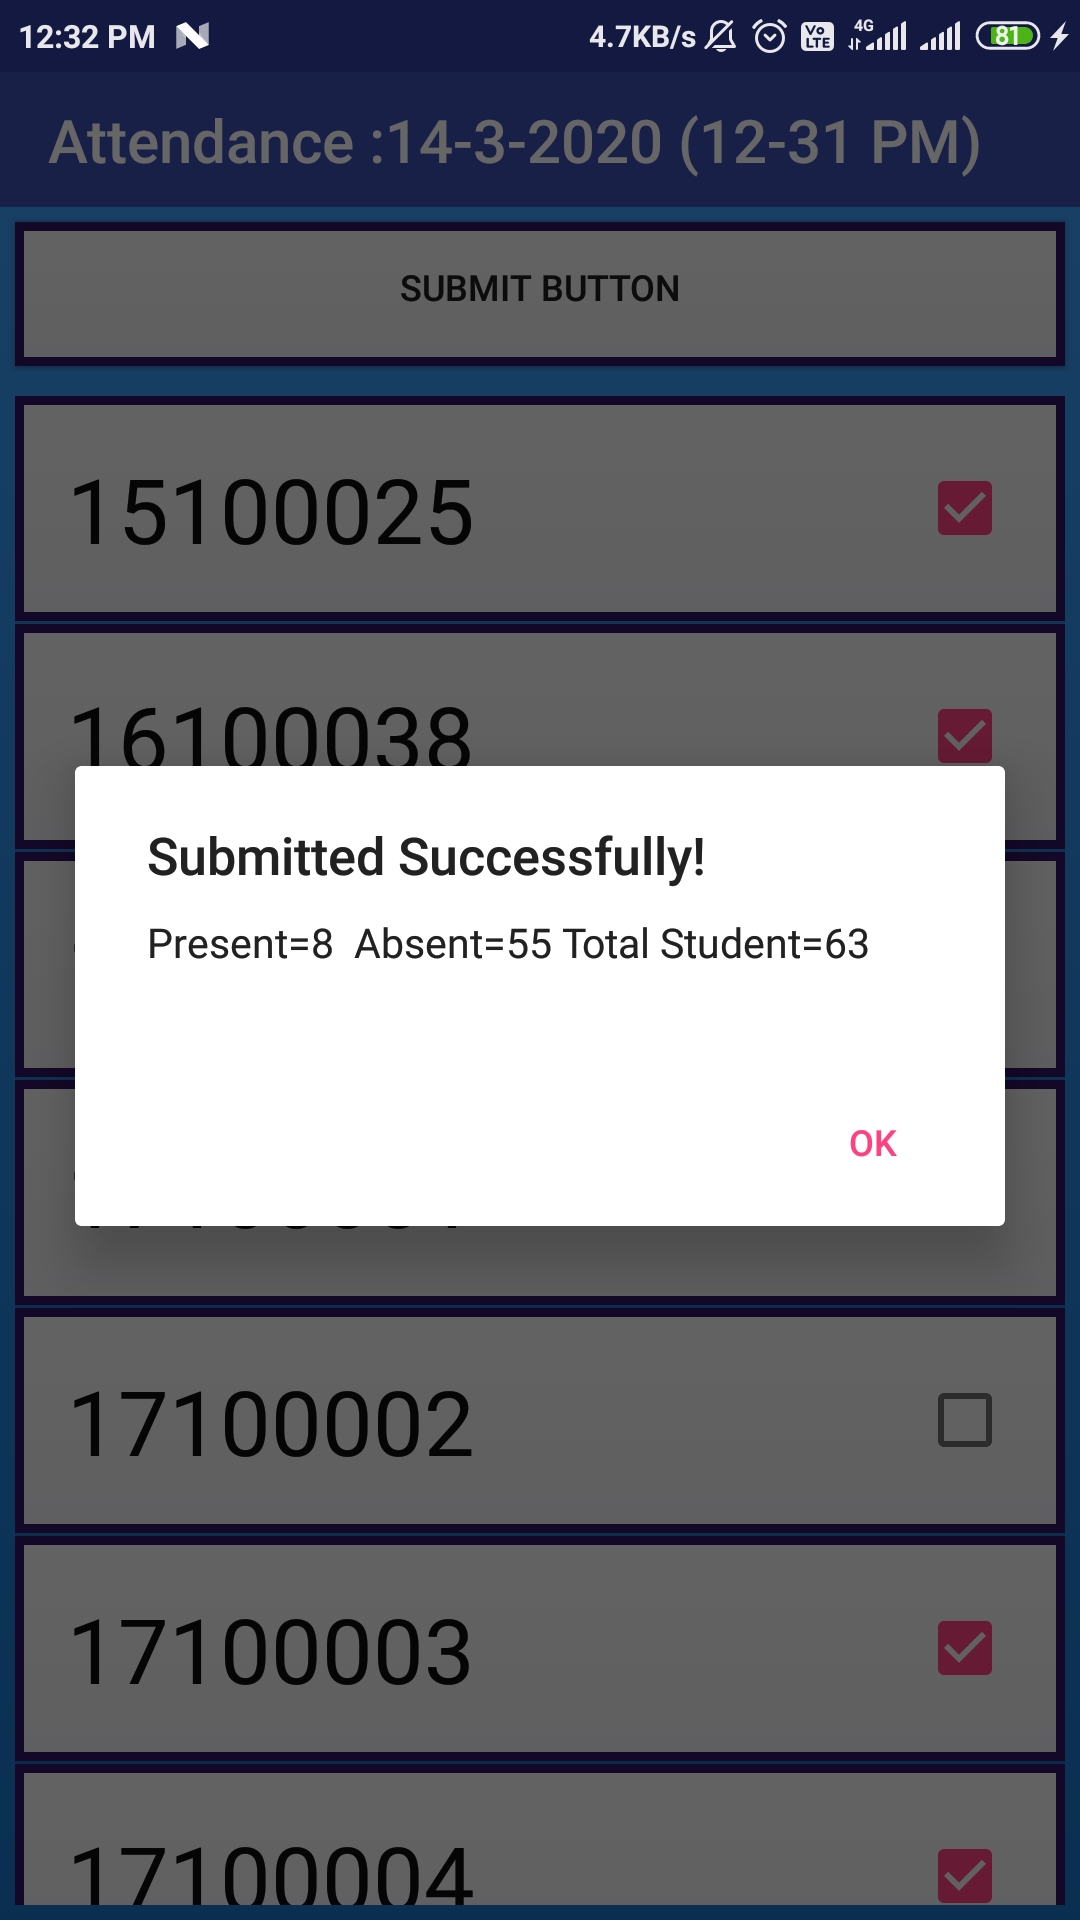 12:32 PM 4.7KB/s Vo LTE 4G 81
Attendance :14-3-2020 (12-31 PM)
SUBMIT BUTTON
15100025
16100038
Submitted Successfully!
Present=8  Absent=55 Total Student=63
OK
17100002
17100003
17100004